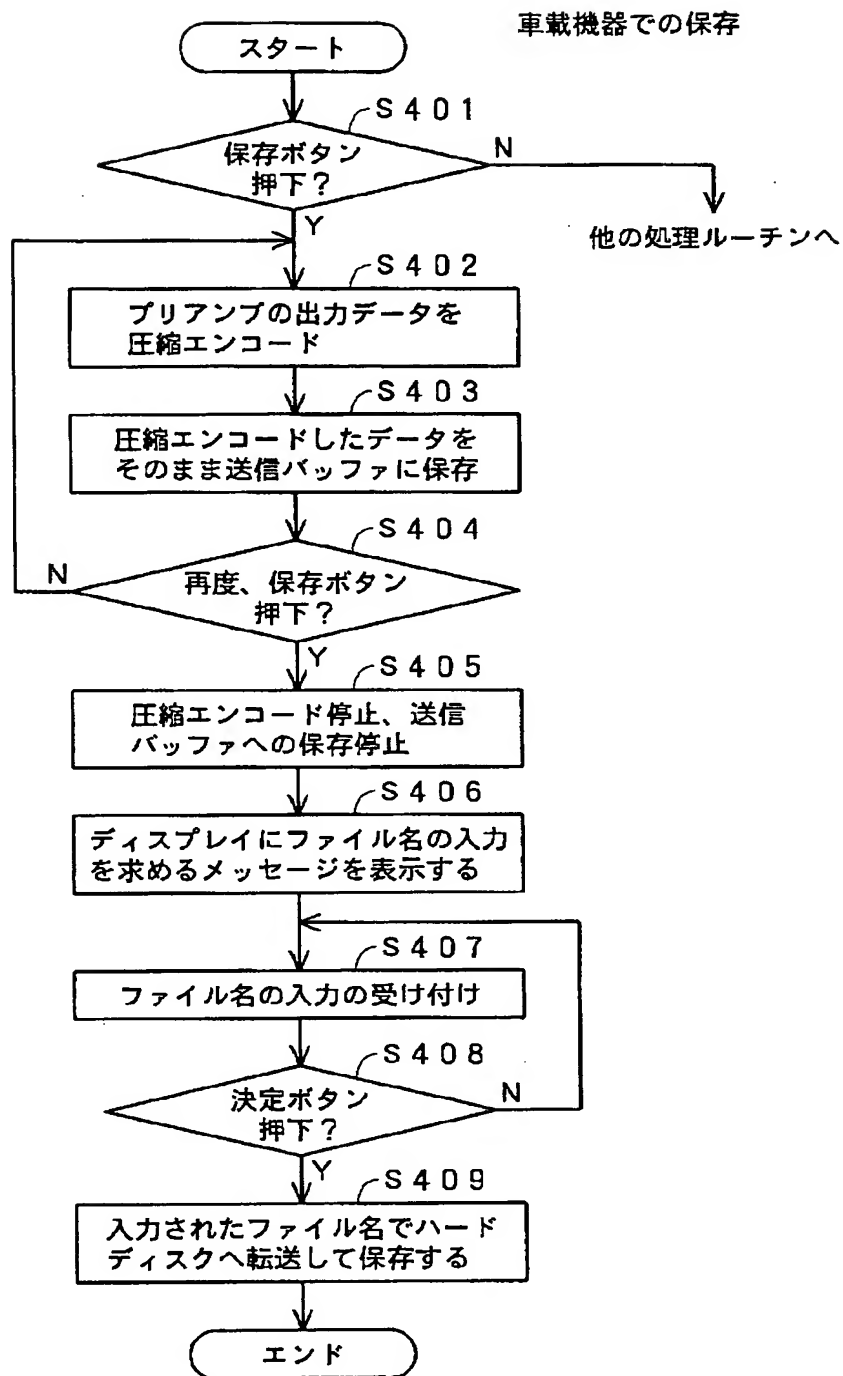 車載機器での保存
スタート
S401
保存ボタン
押下?
N
Y
他の処理ルーチンへ
S402
プリアンプの出力データを
圧縮エンコード
S403
圧縮エンコードしたデータを
そのまま送信バッファに保存
S404
再度、保存ボタン
押下?
N
Y
S405
圧縮エンコード停止、送信
バッファへの保存停止
S406
ディスプレイにファイル名の入力
を求めるメッセージを表示する
S407
ファイル名の入力の受け付け
S408
決定ボタン
押下?
N
Y
S409
入力されたファイル名でハード
ディスクへ転送して保存する
エンド